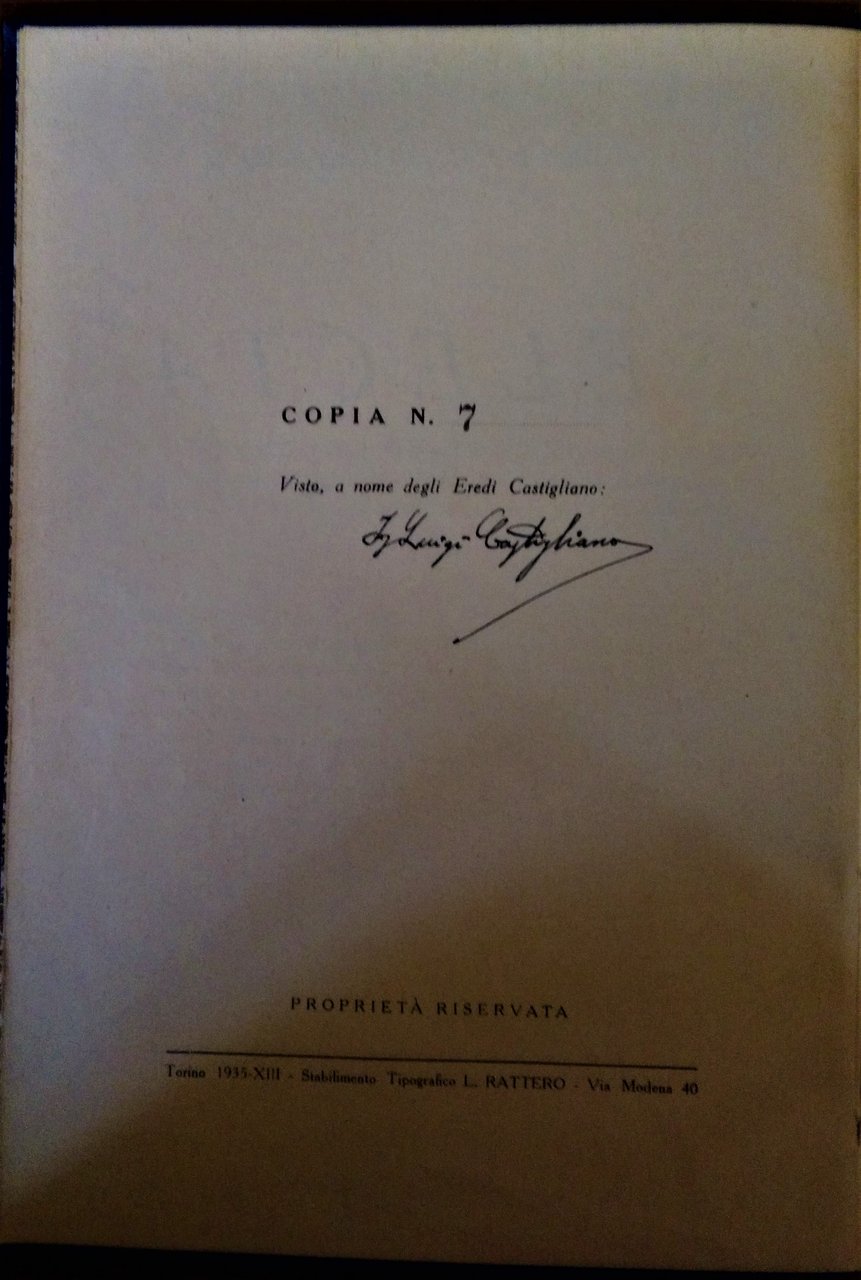 COPIA N. 7
Visto, a nome degli Eredi Castigliano:
Luigi Castigliano
PROPRIETÀ RISERVATA
Torino 1935-XIII - Stabilimento Tipografico L. RATTERO - Via Modena 40